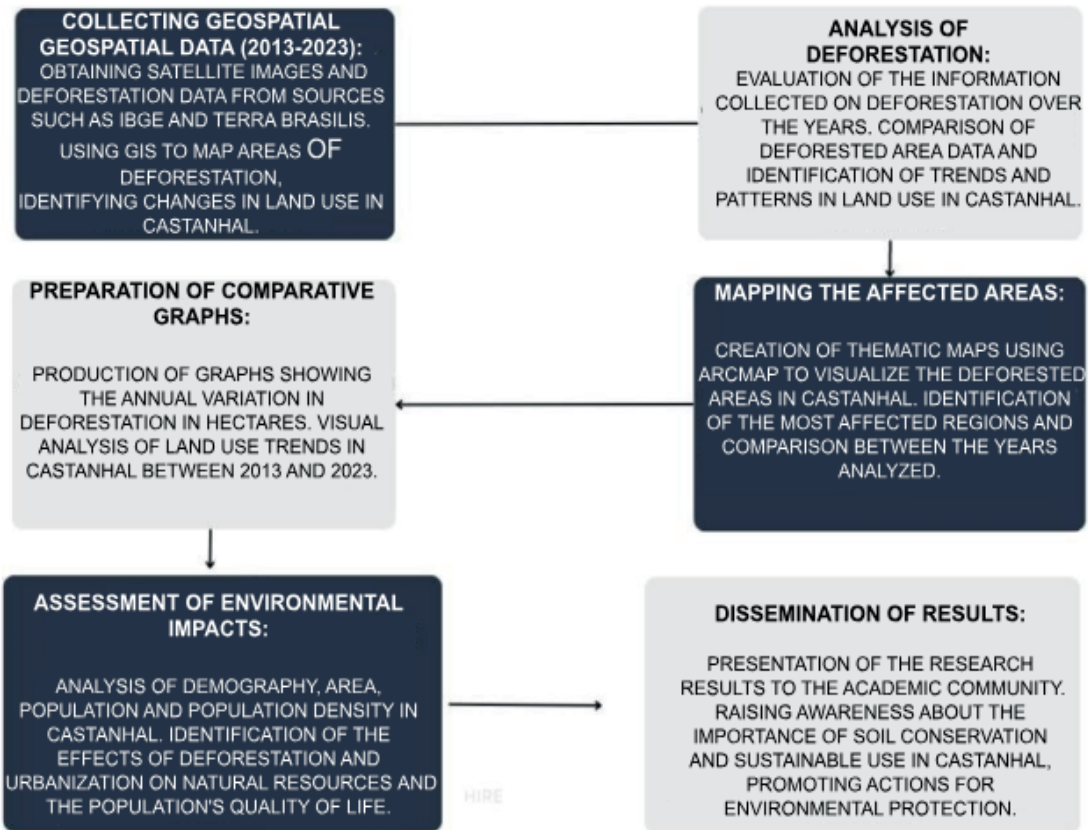 COLLECTING GEOSPATIAL
GEOSPATIAL DATA (2013-2023):
OBTAINING SATELLITE IMAGES AND
DEFORESTATION DATA FROM SOURCES
SUCH AS IBGE AND TERRA BRASILIS.
USING GIS TO MAP AREAS OF
DEFORESTATION,
IDENTIFYING CHANGES IN LAND USE IN
CASTANHAL.
ANALYSIS OF
DEFORESTATION:
EVALUATION OF THE INFORMATION
COLLECTED ON DEFORESTATION OVER
THE YEARS. COMPARISON OF
DEFORESTED AREA DATA AND
IDENTIFICATION OF TRENDS AND
PATTERNS IN LAND USE IN CASTANHAL.
MAPPING THE AFFECTED AREAS:
CREATION OF THEMATIC MAPS USING
ARCMAP TO VISUALIZE THE DEFORESTED
AREAS IN CASTANHAL. IDENTIFICATION
OF THE MOST AFFECTED REGIONS AND
COMPARISON BETWEEN THE YEARS
ANALYZED.
PREPARATION OF COMPARATIVE
GRAPHS:
PRODUCTION OF GRAPHS SHOWING
THE ANNUAL VARIATION IN
DEFORESTATION IN HECTARES. VISUAL
ANALYSIS OF LAND USE TRENDS IN
CASTANHAL BETWEEN 2013 AND 2023.
ASSESSMENT OF ENVIRONMENTAL
IMPACTS:
ANALYSIS OF DEMOGRAPHY, AREA,
POPULATION AND POPULATION DENSITY IN
CASTANHAL. IDENTIFICATION OF THE
EFFECTS OF DEFORESTATION AND
URBANIZATION ON NATURAL RESOURCES AND
THE POPULATION'S QUALITY OF LIFE.
HIRE
DISSEMINATION OF RESULTS:
PRESENTATION OF THE RESEARCH
RESULTS TO THE ACADEMIC COMMUNITY.
RAISING AWARENESS ABOUT THE
IMPORTANCE OF SOIL CONSERVATION
AND SUSTAINABLE USE IN CASTANHAL,
PROMOTING ACTIONS FOR
ENVIRONMENTAL PROTECTION.